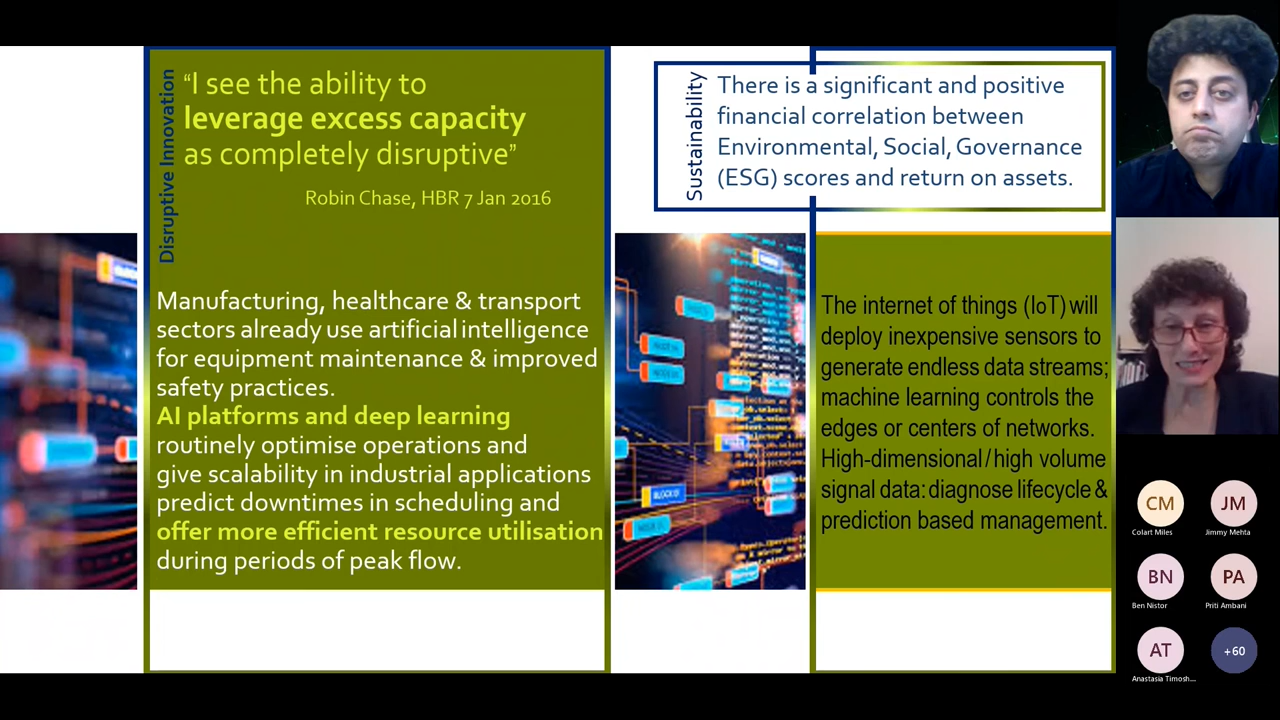 Disruptive Innovation
“I see the ability to
leverage excess capacity
as completely disruptive”
Robin Chase, HBR 7 Jan 2016
Manufacturing, healthcare & transport
sectors already use artificial intelligence
for equipment maintenance & improved
safety practices.
AI platforms and deep learning
routinely optimise operations and
give scalability in industrial applications
predict downtimes in scheduling and
offer more efficient resource utilisation
during periods of peak flow.
Sustainability
There is a significant and positive
financial correlation between
Environmental, Social, Governance
(ESG) scores and return on assets.
The internet of things (IoT) will
deploy inexpensive sensors to
generate endless data streams;
machine learning controls the
edges or centers of networks.
High-dimensional/high volume
signal data: diagnose lifecycle &
prediction based management.
CM
Colart Miles
JM
Jimmy Mehta
BN
Ben Nistor
PA
Priti Ambani
AT
Anastasia Timosh...
+60